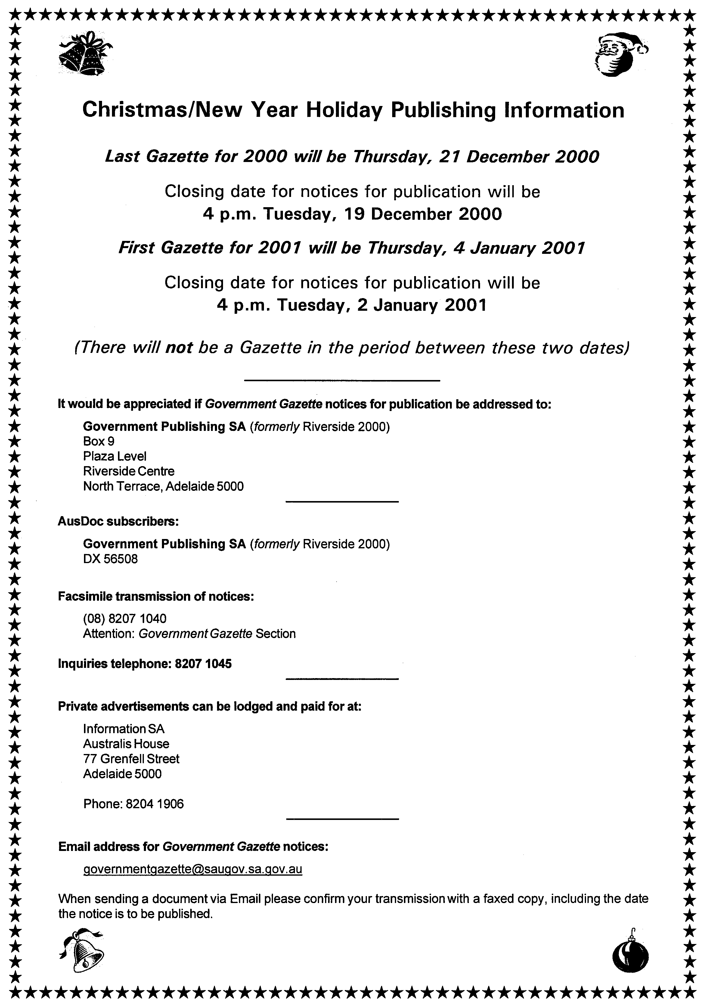 Christmas/New Year Holiday Publishing Information
Last Gazette for 2000 will be Thursday, 21 December 2000
Closing date for notices for publication will be
4 p.m. Tuesday, 19 December 2000
First Gazette for 2001 will be Thursday, 4 January 2001
Closing date for notices for publication will be
4 p.m. Tuesday, 2 January 2001
(There will not be a Gazette in the period between these two dates)
It would be appreciated if Government Gazette notices for publication be addressed to:
Government Publishing SA (formerly Riverside 2000)
Box 9
Plaza Level
Riverside Centre
North Terrace, Adelaide 5000
AusDoc subscribers:
Government Publishing SA (formerly Riverside 2000)
DX 56508
Facsimile transmission of notices:
(08) 8207 1040
Attention: Government Gazette Section
Inquiries telephone: 8207 1045
Private advertisements can be lodged and paid for at:
Information SA
Australis House
77 Grenfell Street
Adelaide 5000
Phone: 8204 1906
Email address for Government Gazette notices:
governmentgazette@saugov.sa.gov.au
When sending a document via Email please confirm your transmission with a faxed copy, including the date
the notice is to be published.